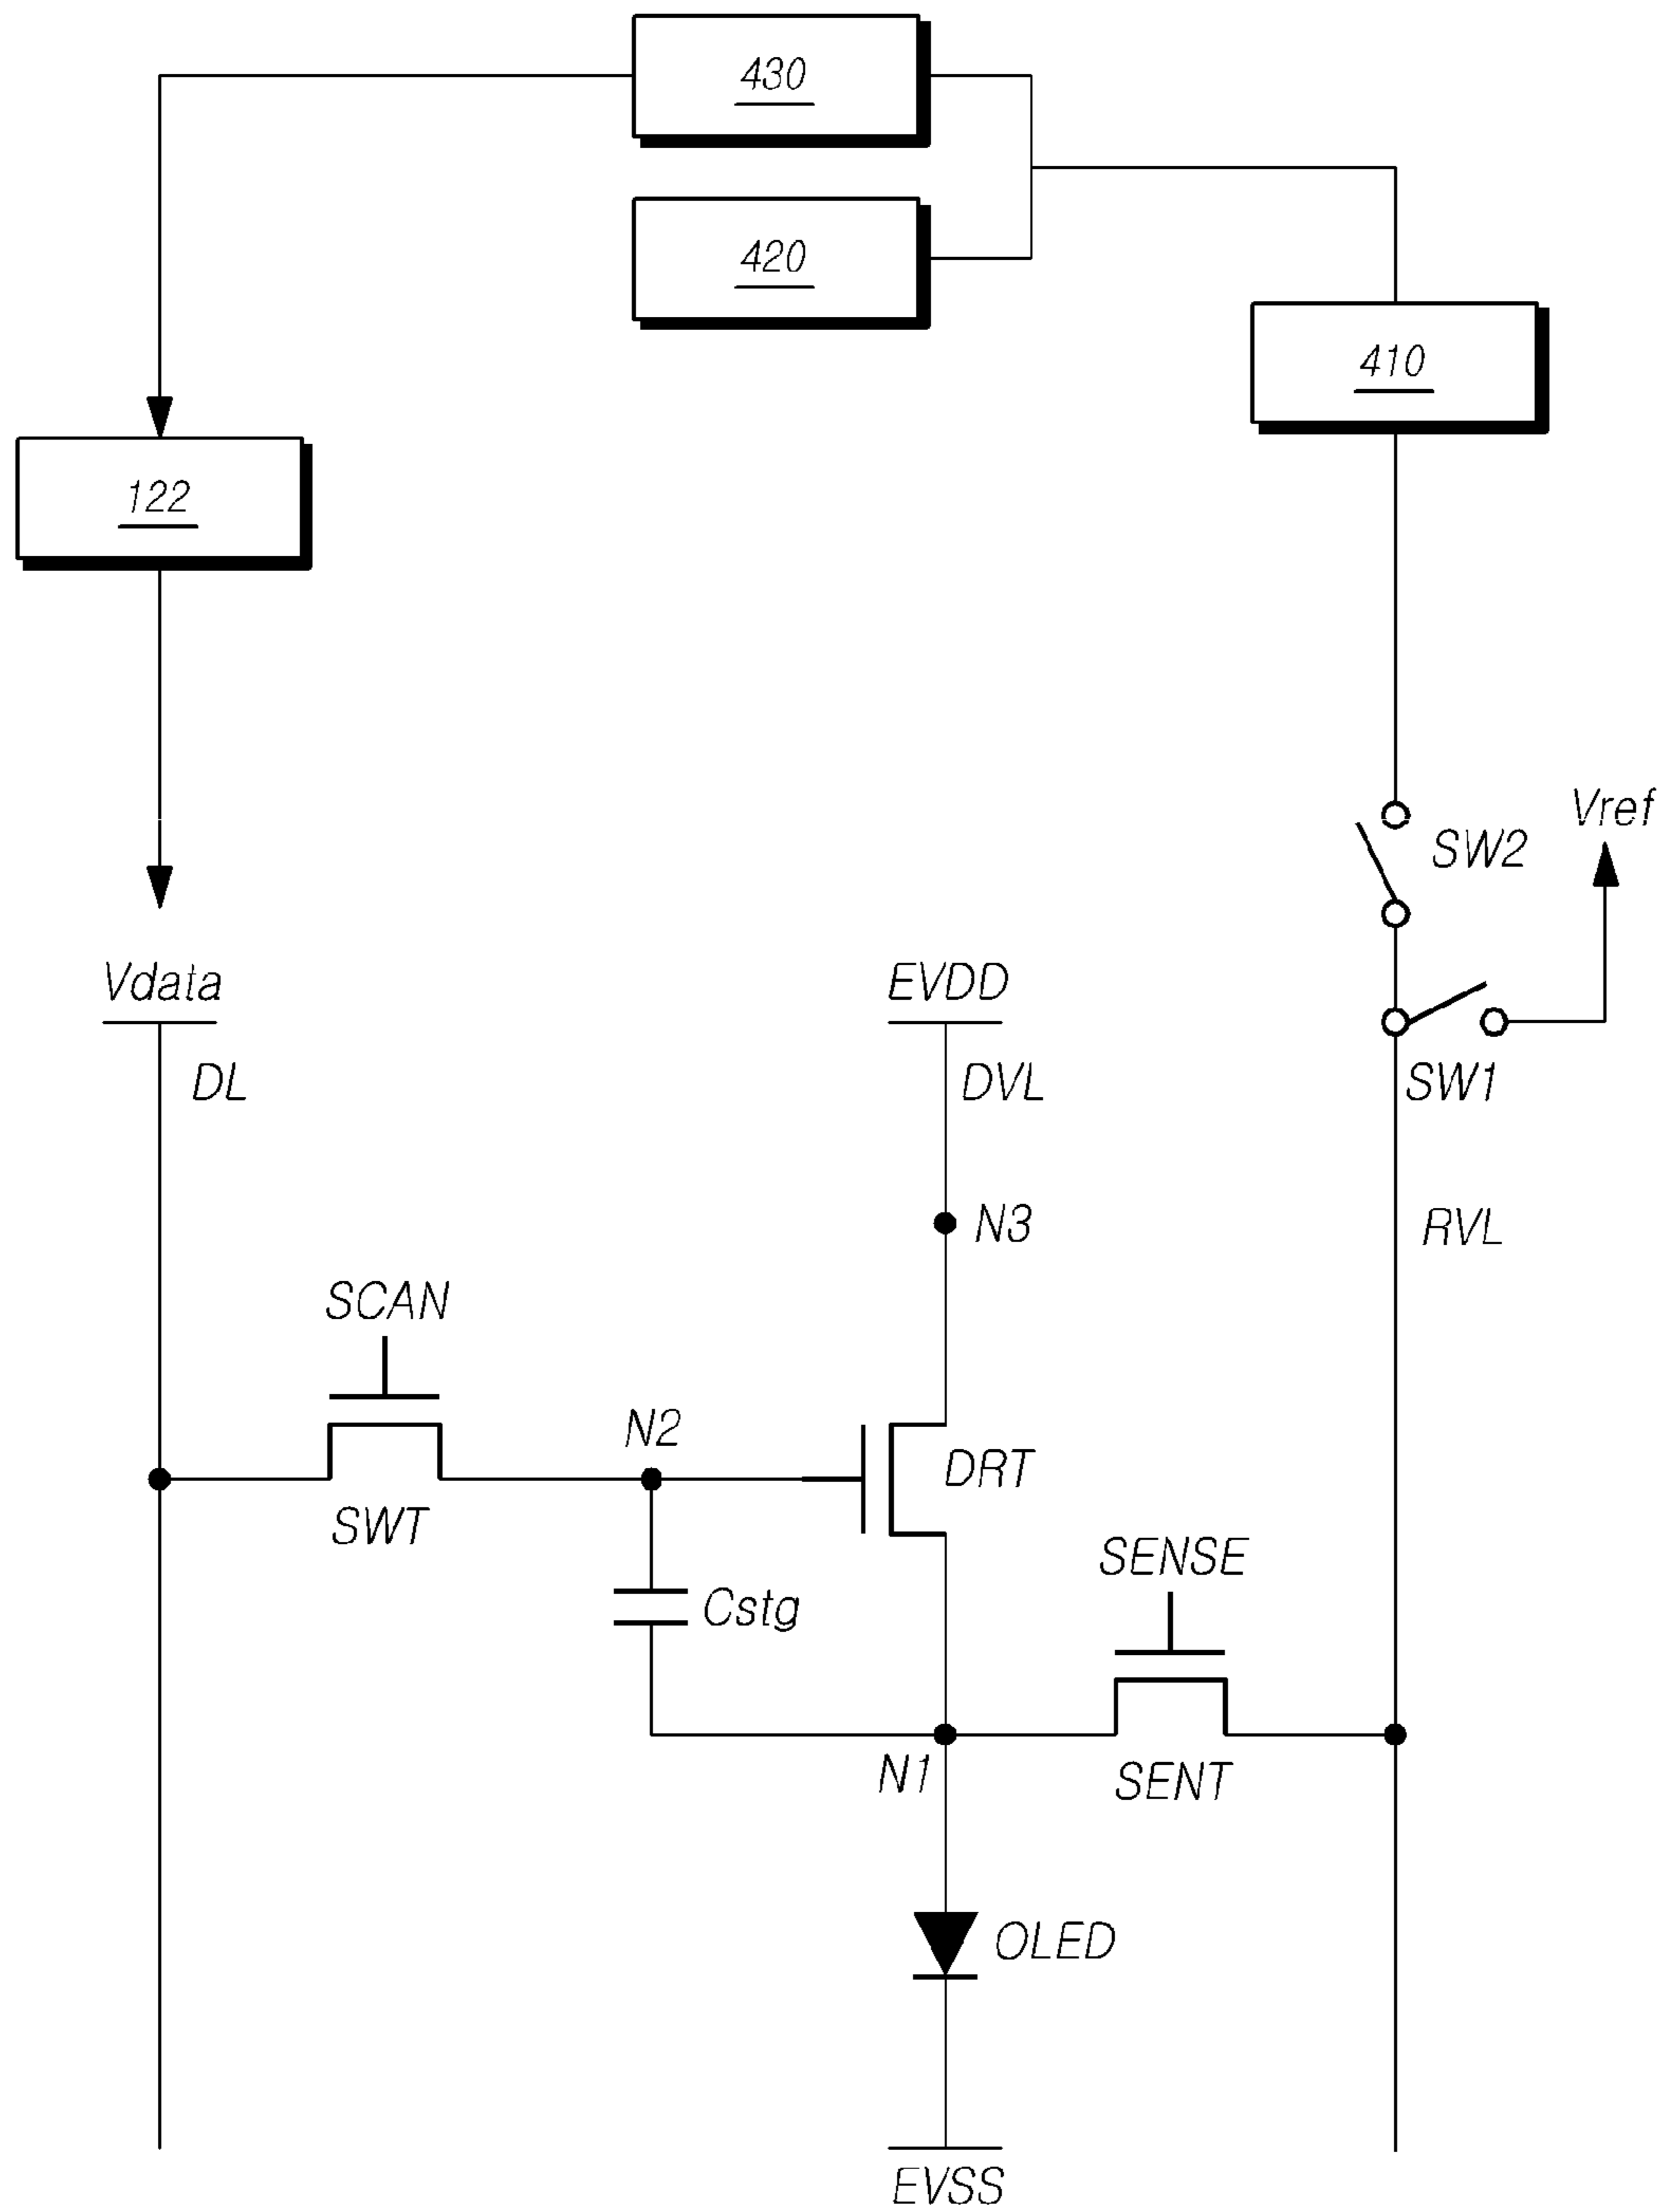 430
420
410
122
Vref
SW2
Vdata
EVDD
DL
DVL
SW1
N3
RVL
SCAN
N2
DRT
SWT
SENSE
Cstg
N1
SENT
OLED
EVSS